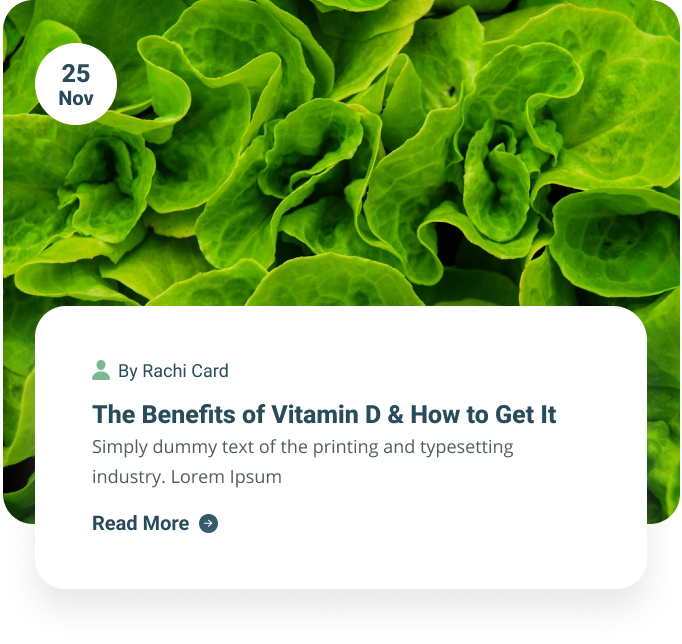 25
Nov
By Rachi Card
The Benefits of Vitamin D & How to Get It
Simply dummy text of the printing and typesetting
industry. Lorem Ipsum
Read More